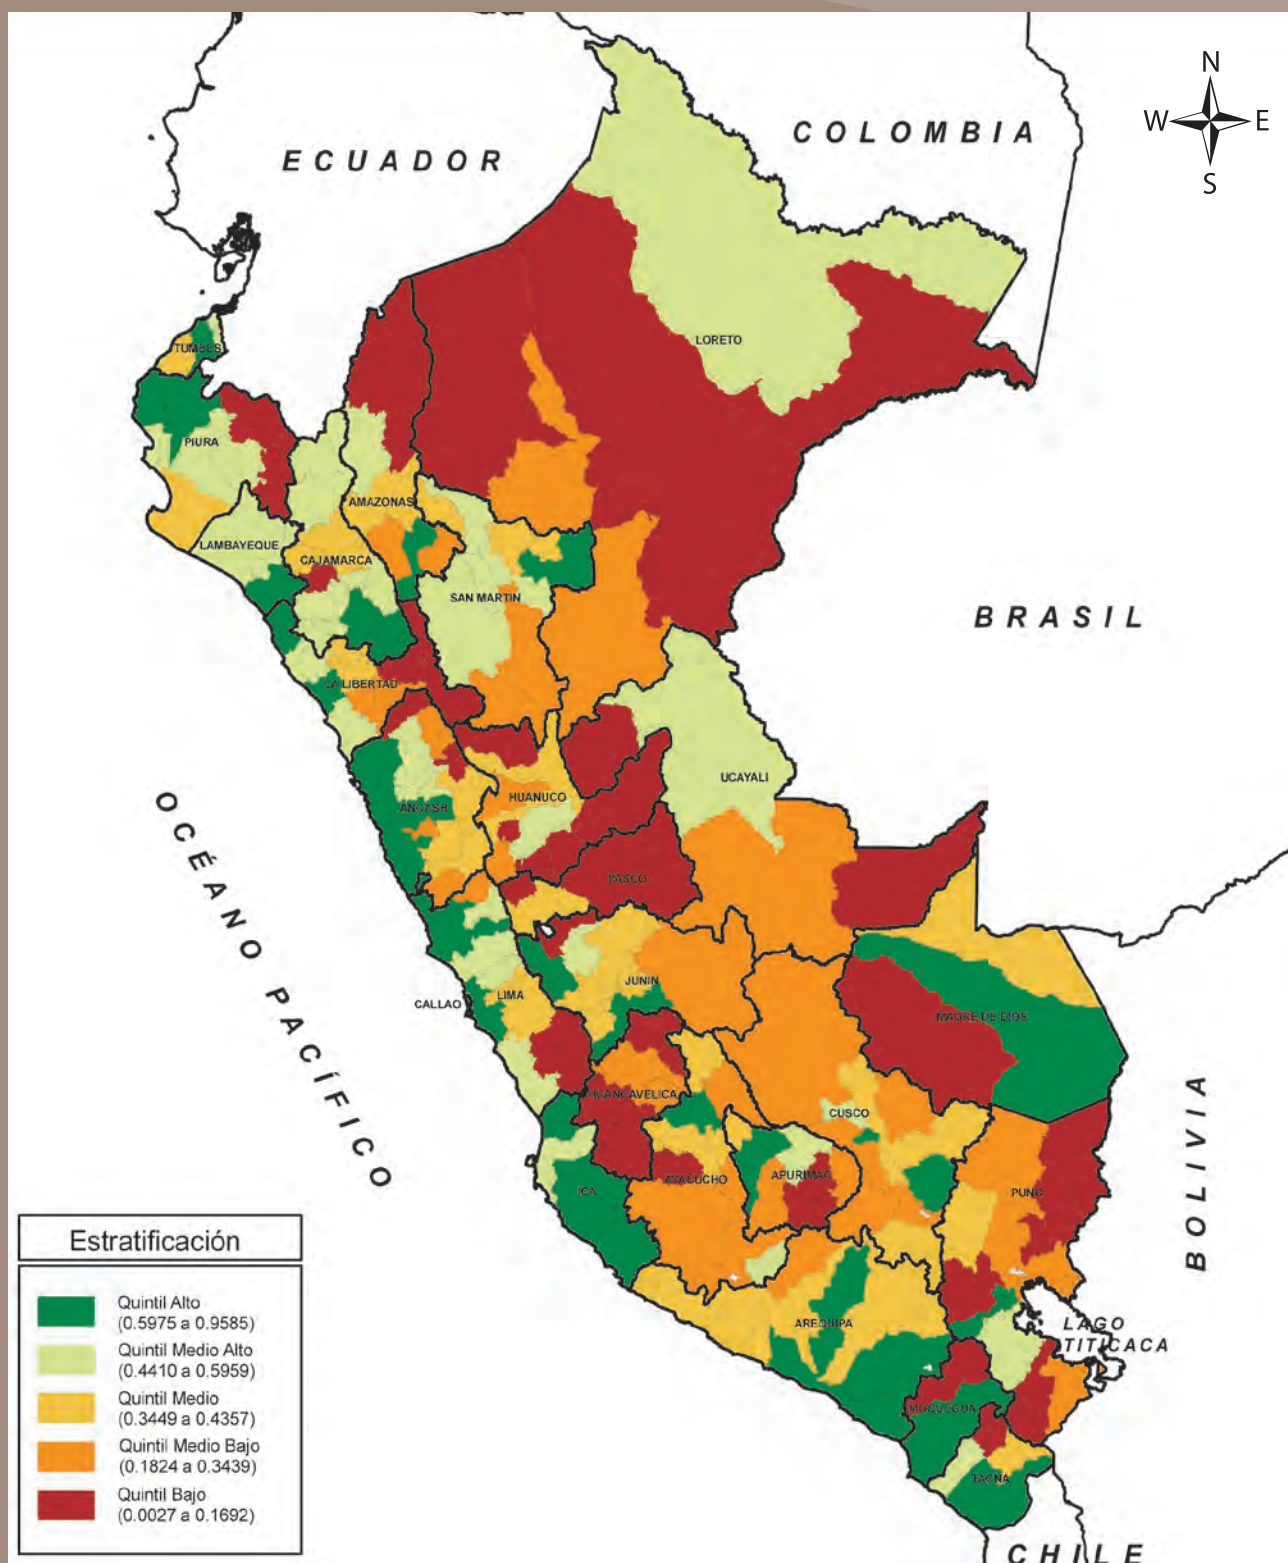 N
W E
S
COLOMBIA
ECUADOR
LORETO
TUMBES
PIURA
AMAZONAS
LAMBAYEQUE
CAJAMARCA
SAN MARTIN
BRASIL
LA LIBERTAD
UCAYALI
HUANUCO
ANCASH
OCÉANO PACÍFICO
PASCO
JUNIN
LIMA
CALLAO
MADRE DE DIOS
HUANCAVELICA
CUSCO
BOLIVIA
APURIMAC
AYACUCHO
ICA
PUNO
AREQUIPA
LAGO
TITICACA
MOQUEGUA
TACNA
CHILE
Estratificación
Quintil Alto
(0.5975 a 0.9585)
Quintil Medio Alto
(0.4410 a 0.5959)
Quintil Medio
(0.3449 a 0.4357)
Quintil Medio Bajo
(0.1824 a 0.3439)
Quintil Bajo
(0.0027 a 0.1692)